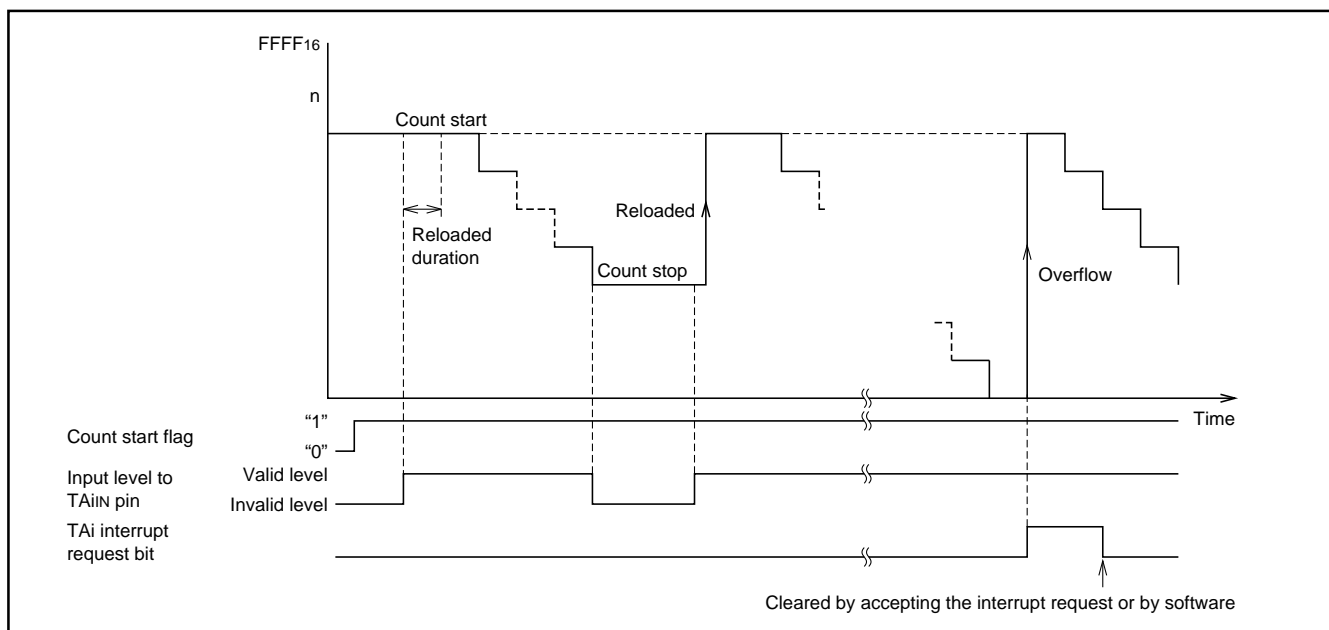 FFFF16
n
Count start
Reloaded
duration
Reloaded
Count stop
Overflow
Time
Count start flag
“1”
“0”
Input level to
TAiIN pin
Valid level
Invalid level
TAi interrupt
request bit
Cleared by accepting the interrupt request or by software